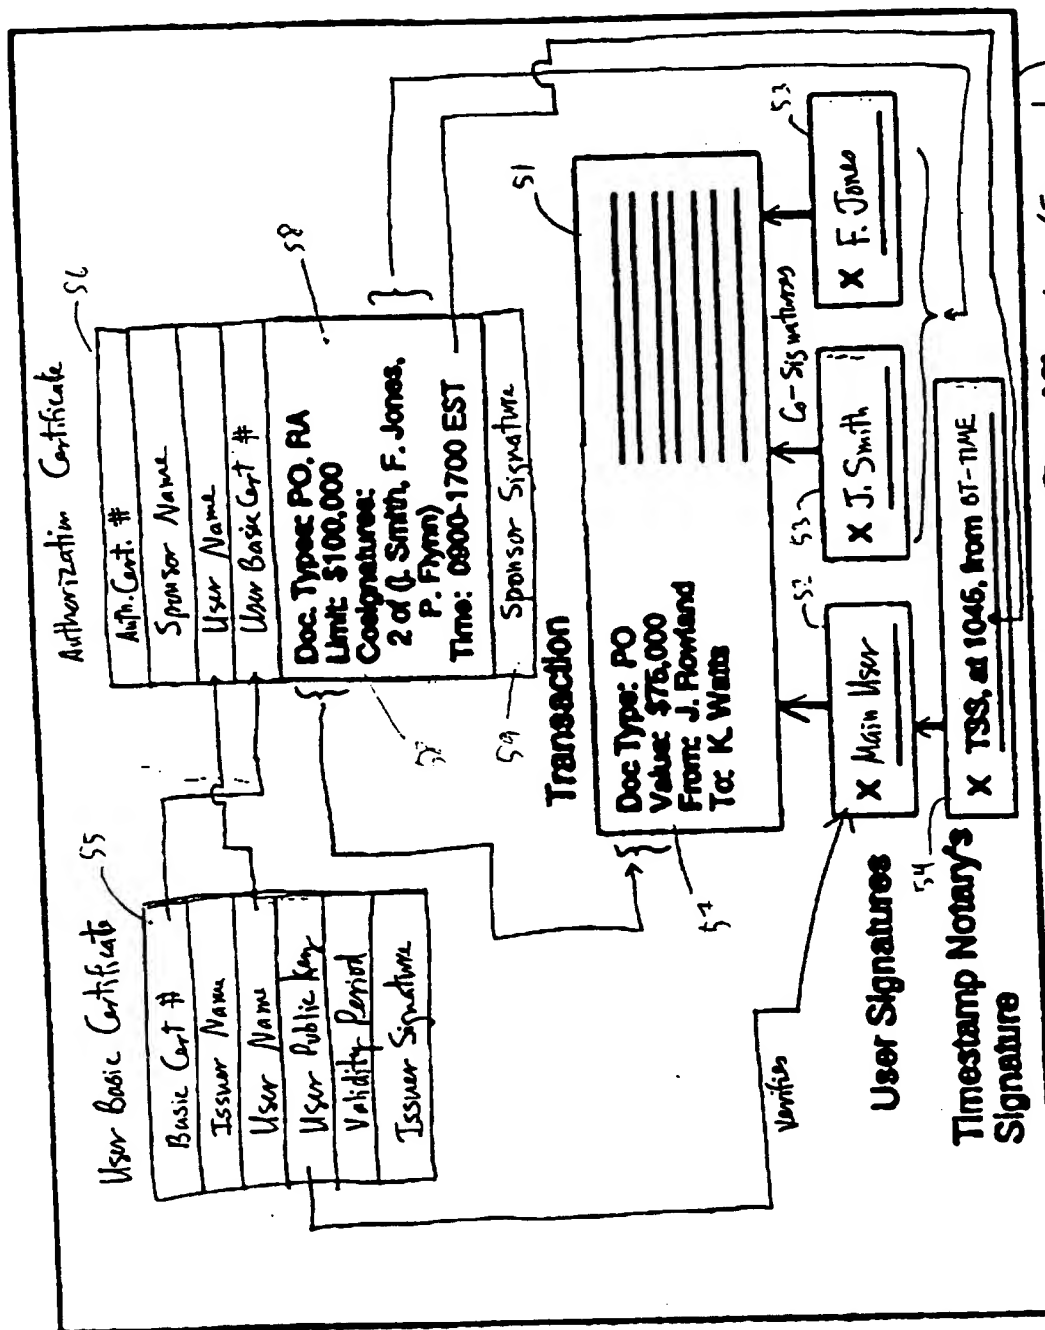 User Basic Certificate
55
Basic Cert #
Issuer Name
User Name
User Public Key
Validity Period
Issuer Signature
Authorization Certificate
56
Auth. Cert. #
Sponsor Name
User Name
User Basic Cert #
Doc. Types: PO, RA
Limit: $100,000
Cosignatures:
2 of (J. Smith, F. Jones,
P. Flynn)
Time: 0900-1700 EST
58
Sponsor Signature
59
Transaction
51
Doc Type: PO
Value: $75,000
From: J. Rowland
To: K. Watts
57
Verifies
Co-Signatures
User Signatures
52
X Main User
53
X J. Smith
53
X F. Jones
Timestamp Notary's
Signature
54
X TSS, at 1045, from BT-TIME